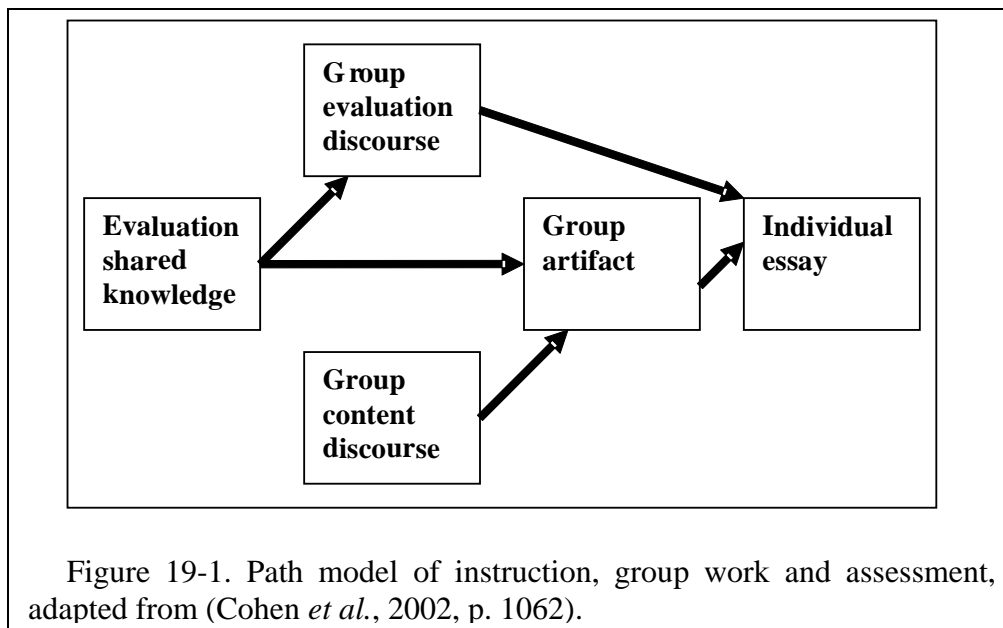 Group
evaluation
discourse
Evaluation
shared
knowledge
Group
artifact
Individual
essay
Group
content
discourse
Figure 19-1. Path model of instruction, group work and assessment,
adapted from (Cohen et al., 2002, p. 1062).